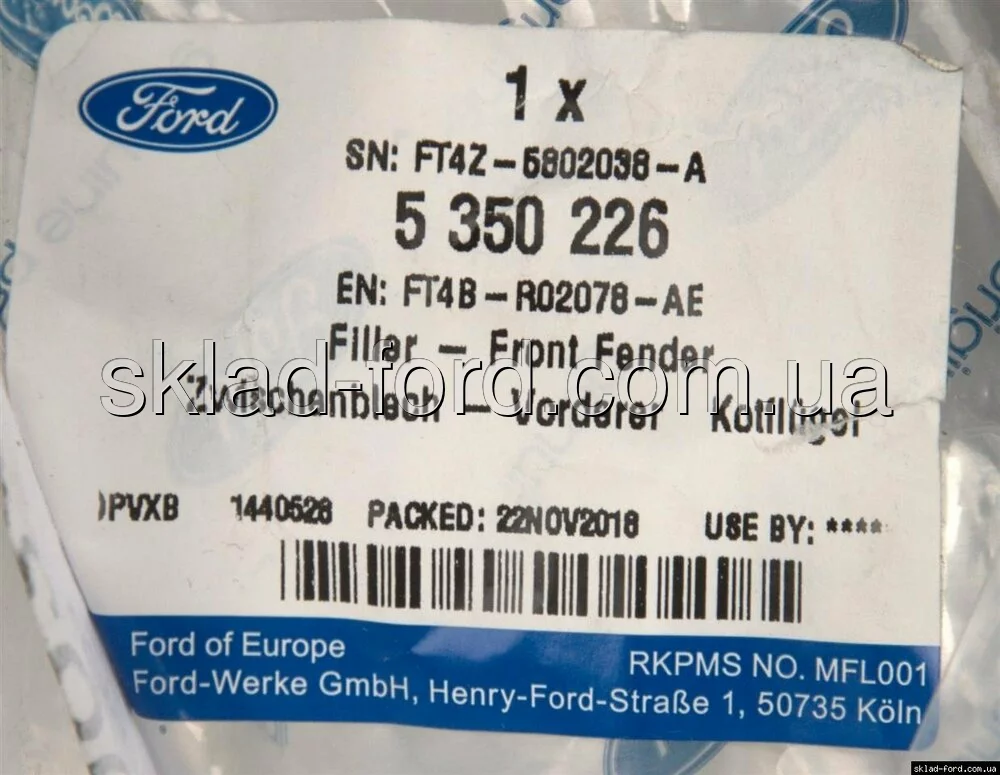 Ford
1 x
SN: FT4Z-5802038-A
5 350 226
EN: FT4B-R02078-AE
Filler - Front Fender
sklad-ford.com.ua
Zwischenblech - Vorderer Kotflügel
)PVXB 1440528 PACKED: 22NOV2018 USE BY: ****
Ford of Europe
RKPMS NO. MFL001
Ford-Werke GmbH, Henry-Ford-Straße 1, 50735 Köln
sklad-ford.com.ua